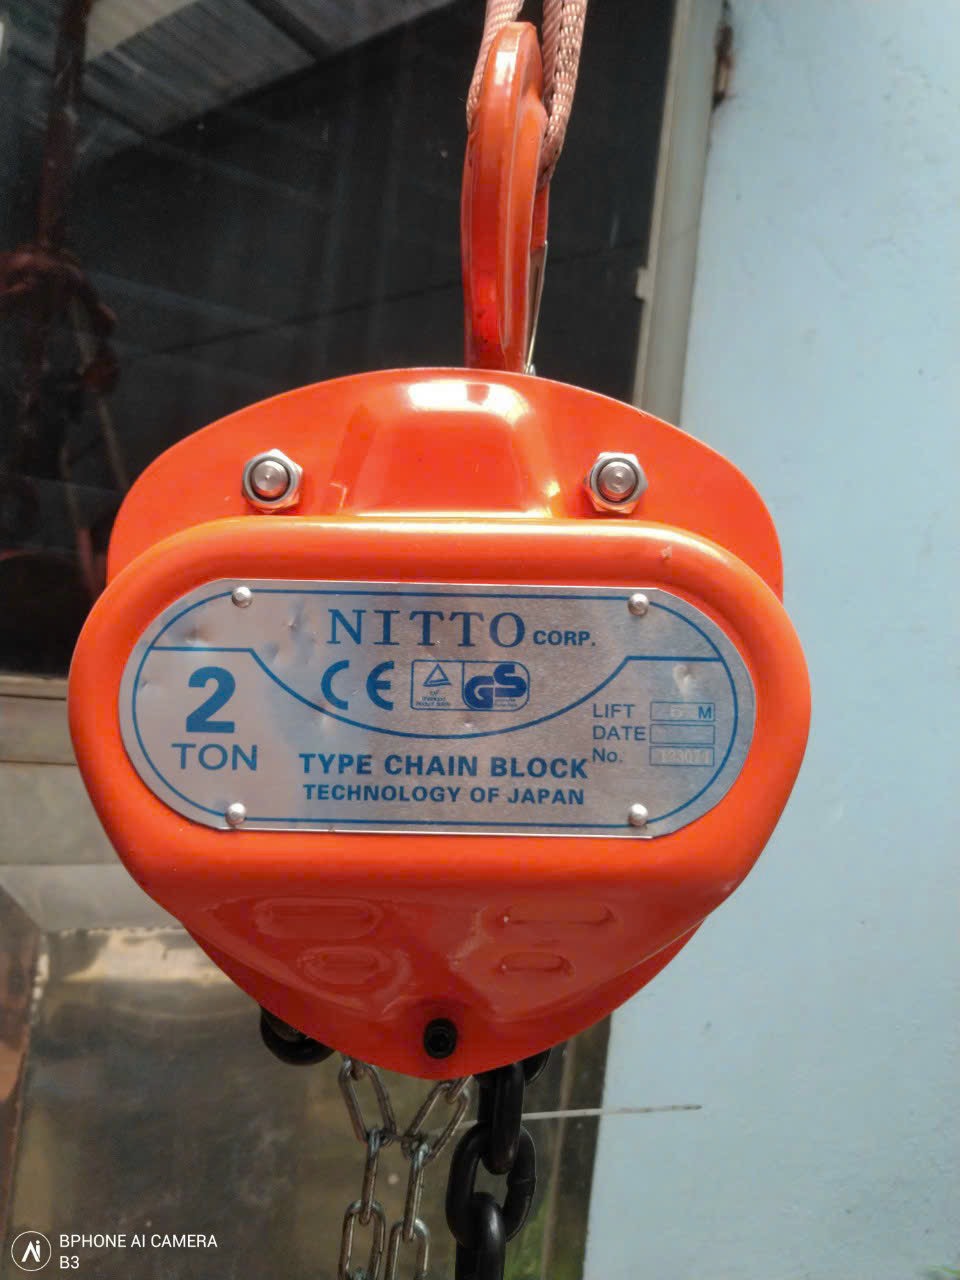 NITTO CORP.
CE
GS
2
TON
LIFT M
DATE
No.
TYPE CHAIN BLOCK
TECHNOLOGY OF JAPAN
BPHONE AI CAMERA
B3